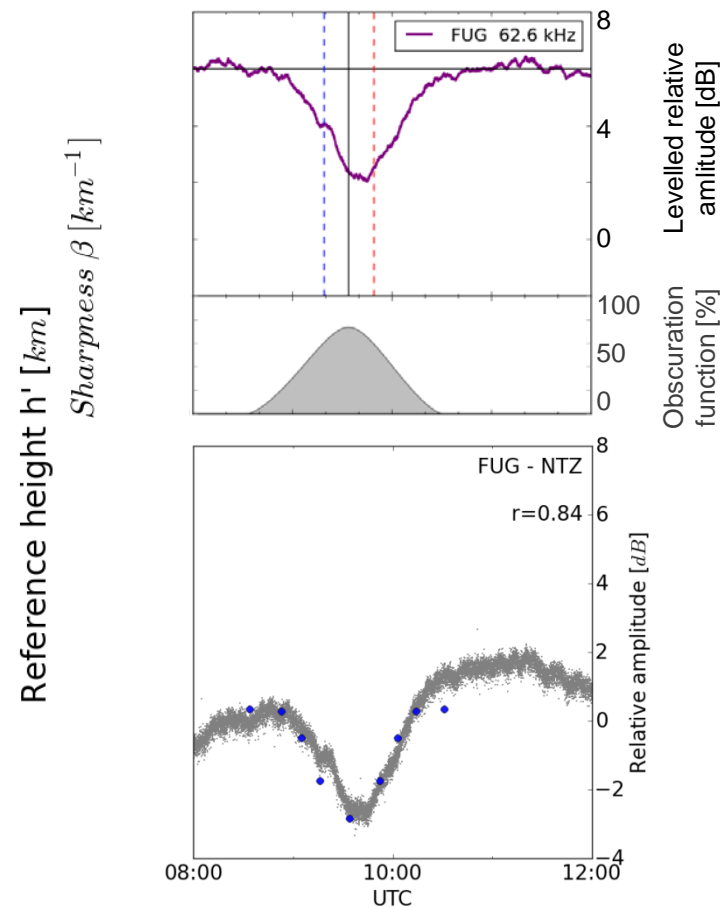 FUG 62.6 kHz
8
4
0
Levelled relative
amlitude [dB]
Sharpness β [km⁻¹]
Reference height h' [km]
100
50
0
Obscuration
function [%]
FUG - NTZ
r=0.84
8
6
4
2
0
−2
−4
Relative amplitude [dB]
08:00
10:00
12:00
UTC